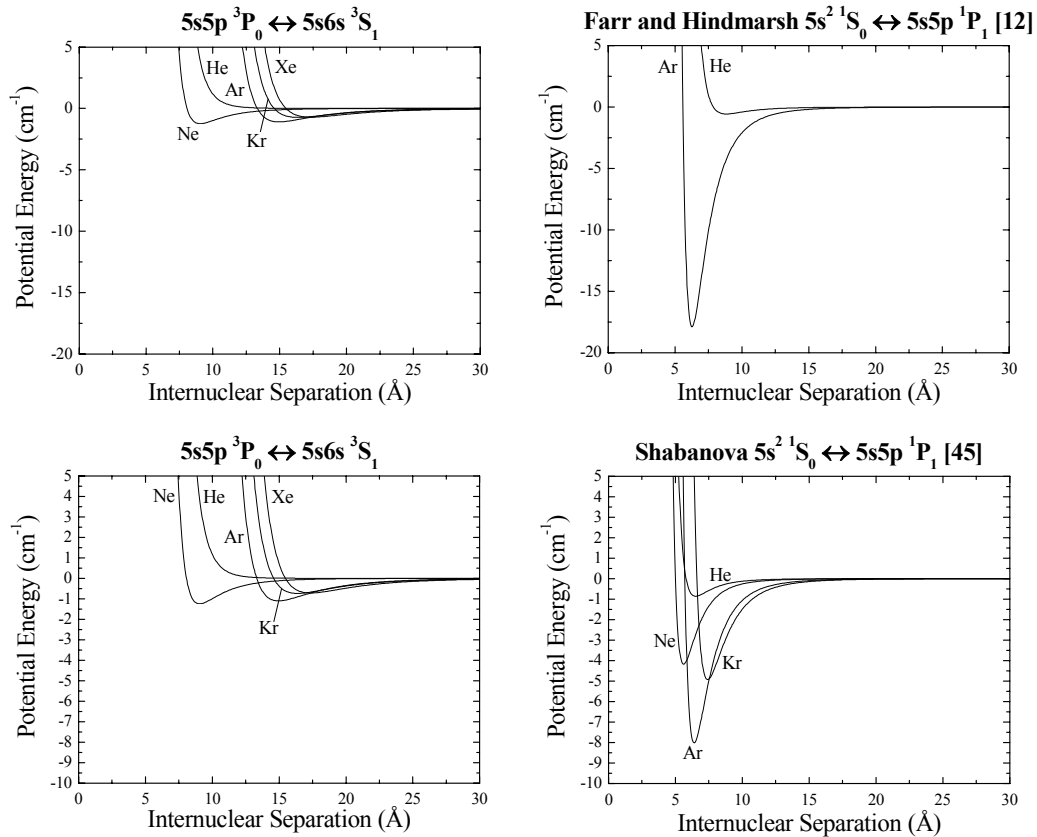 5s5p ³P₀ ↔ 5s6s ³S₁
Potential Energy (cm⁻¹)
5
0
-5
-10
-15
-20
He
Xe
Ar
Ne
Kr
0 5 10 15 20 25 30
Internuclear Separation (Å)
Farr and Hindmarsh 5s² ¹S₀ ↔ 5s5p ¹P₁ [12]
Potential Energy (cm⁻¹)
5
0
-5
-10
-15
-20
Ar
He
0 5 10 15 20 25 30
Internuclear Separation (Å)
5s5p ³P₀ ↔ 5s6s ³S₁
Potential Energy (cm⁻¹)
5
4
3
2
1
0
-1
-2
-3
-4
-5
-6
-7
-8
-9
-10
Ne
He
Xe
Ar
Kr
0 5 10 15 20 25 30
Internuclear Separation (Å)
Shabanova 5s² ¹S₀ ↔ 5s5p ¹P₁ [45]
Potential Energy (cm⁻¹)
5
4
3
2
1
0
-1
-2
-3
-4
-5
-6
-7
-8
-9
-10
He
Ne
Kr
Ar
0 5 10 15 20 25 30
Internuclear Separation (Å)